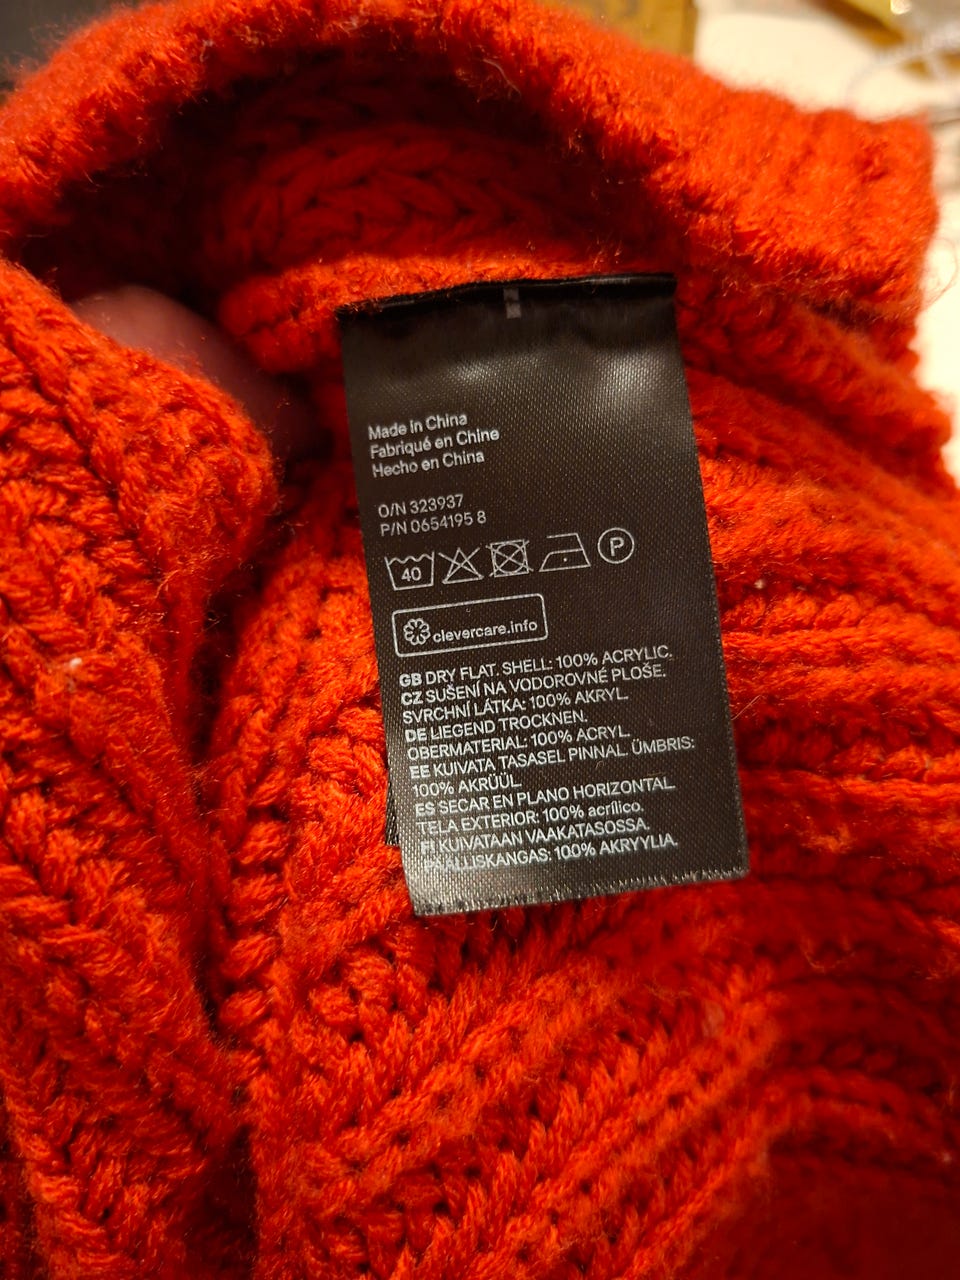 Made in China
Fabriqué en Chine
Hecho en China
O/N 323937
P/N 0654195 8
40 P
clevercare.info
GB DRY FLAT. SHELL: 100% ACRYLIC.
CZ SUŠENÍ NA VODOROVNÉ PLOŠE.
SVRCHNÍ LÁTKA: 100% AKRYL.
DE LIEGEND TROCKNEN.
OBERMATERIAL: 100% ACRYL.
EE KUIVATA TASASEL PINNAL. ÜMBRIS:
100% AKRÜÜL.
ES SECAR EN PLANO HORIZONTAL.
TELA EXTERIOR: 100% acrílico.
FI KUIVATAAN VAAKATASOSSA.
PÄÄLLISKANGAS: 100% AKRYYLIA.